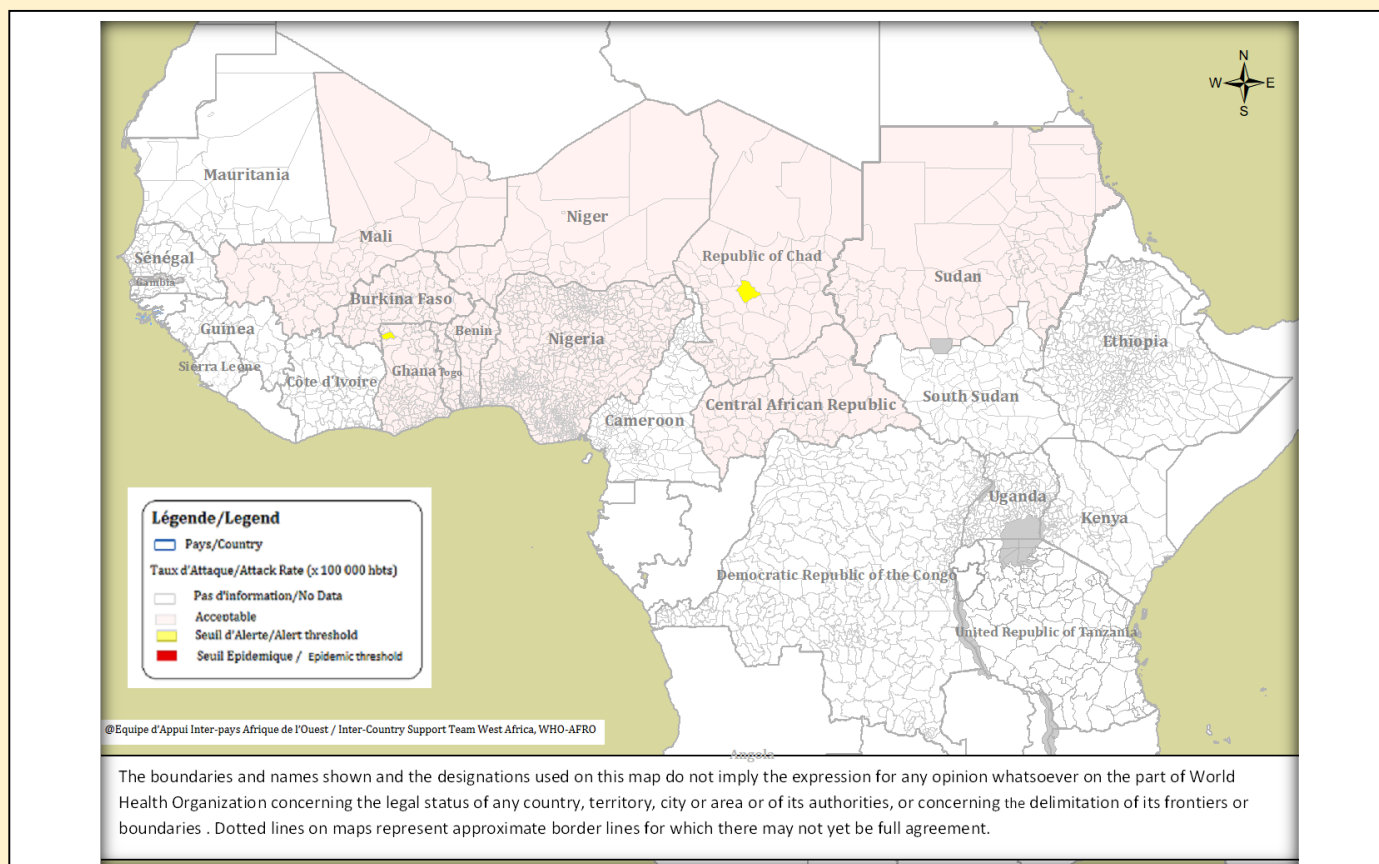 N
W E
S
Mauritania
Niger
Mali
Republic of Chad
Sudan
Sénégal
Gambia
Burkina Faso
Guinea
Benin
Nigeria
Ethiopia
Sierra Leone
Côte d'Ivoire
Ghana
Togo
Central African Republic
South Sudan
Cameroon
Uganda
Kenya
Democratic Republic of the Congo
United Republic of Tanzania
Angola
Légende/Legend
Pays/Country
Taux d'Attaque/Attack Rate (x 100 000 hbts)
Pas d'information/No Data
Acceptable
Seuil d'Alerte/Alert threshold
Seuil Epidemique / Epidemic threshold
@Equipe d'Appui Inter-pays Afrique de l'Ouest / Inter-Country Support Team West Africa, WHO-AFRO
The boundaries and names shown and the designations used on this map do not imply the expression for any opinion whatsoever on the part of World
Health Organization concerning the legal status of any country, territory, city or area or of its authorities, or concerning the delimitation of its frontiers or
boundaries . Dotted lines on maps represent approximate border lines for which there may not yet be full agreement.